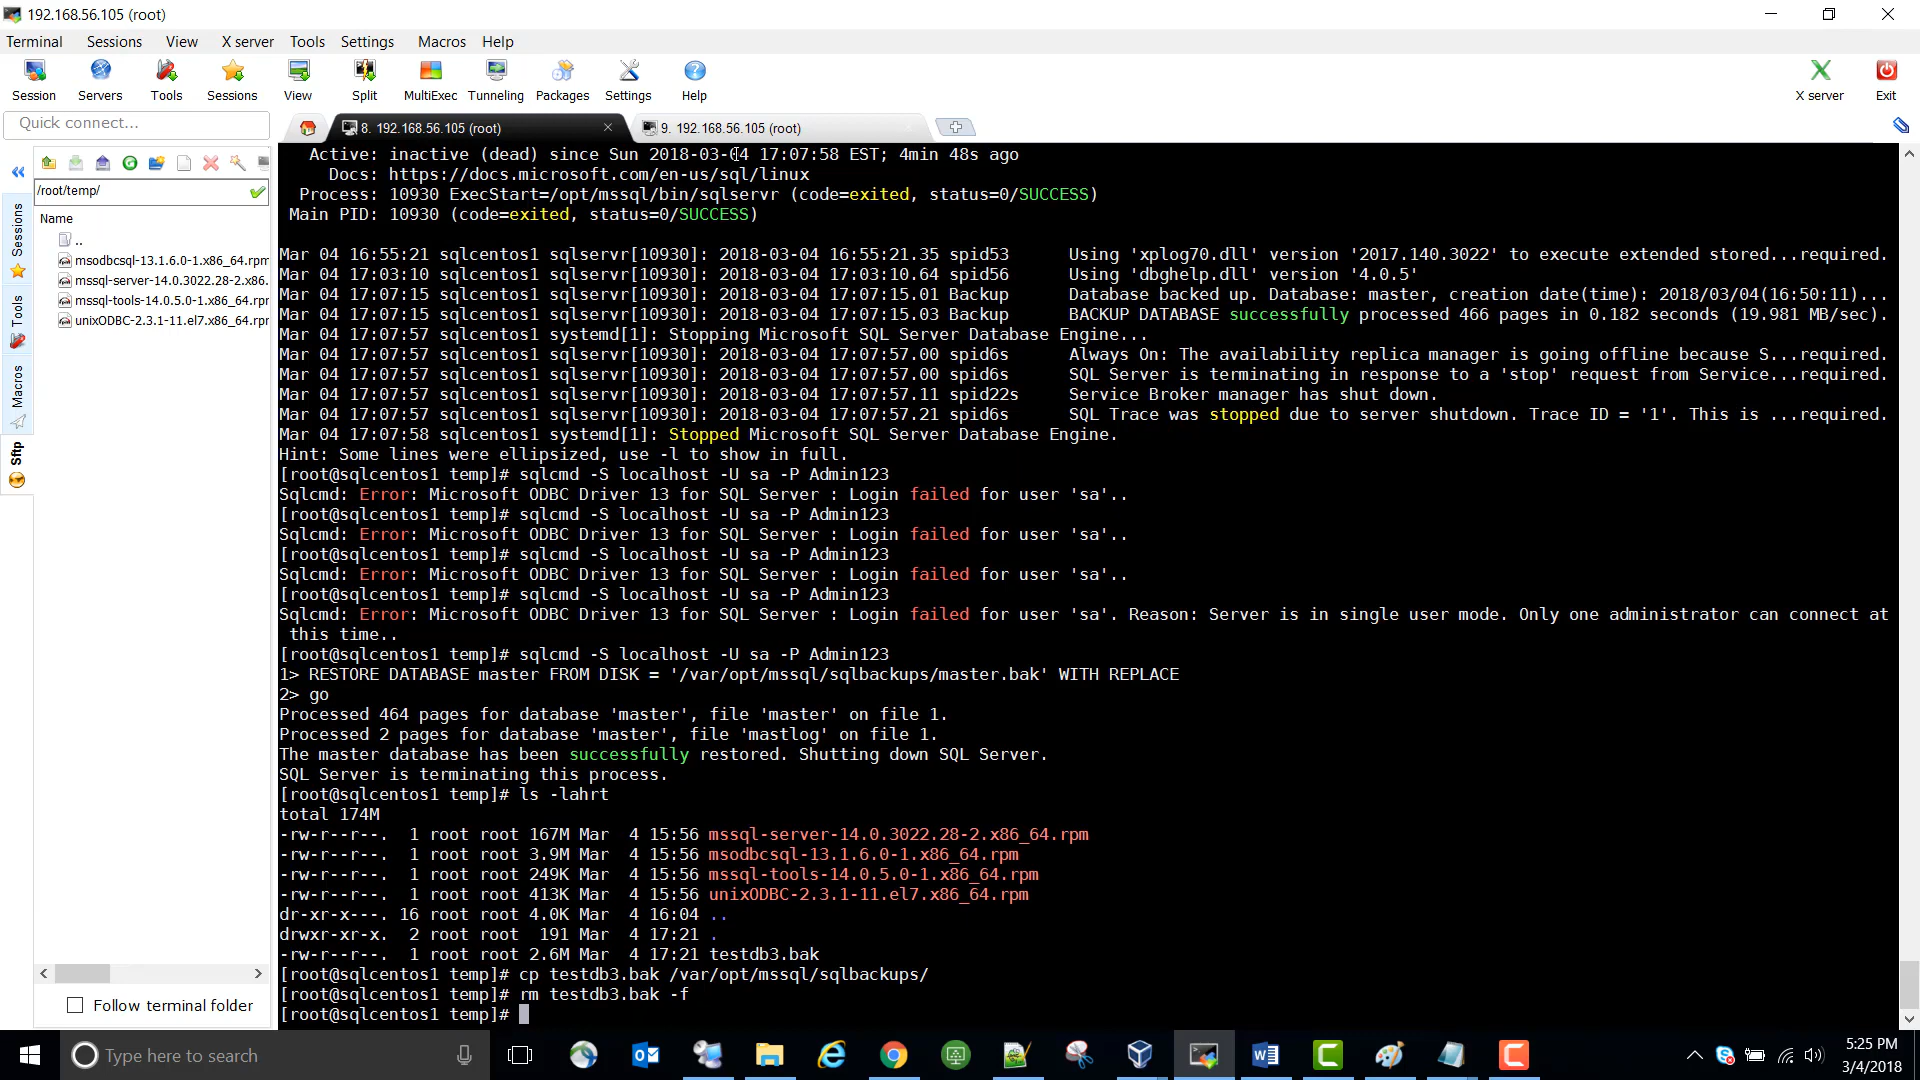 192.168.56.105 (root)
Terminal Sessions View X server Tools Settings Macros Help
Session Servers Tools Sessions View Split MultiExec Tunneling Packages Settings Help X server Exit
Quick connect...
8. 192.168.56.105 (root)
9. 192.168.56.105 (root)
/root/temp/
Name
..
msodbcsql-13.1.6.0-1.x86_64.rpm
mssql-server-14.0.3022.28-2.x86.
mssql-tools-14.0.5.0-1.x86_64.rpr
unixODBC-2.3.1-11.el7.x86_64.rpr
Sessions
Tools
Macros
Sftp
Follow terminal folder
Active: inactive (dead) since Sun 2018-03-04 17:07:58 EST; 4min 48s ago
Docs: https://docs.microsoft.com/en-us/sql/linux
Process: 10930 ExecStart=/opt/mssql/bin/sqlservr (code=exited, status=0/SUCCESS)
Main PID: 10930 (code=exited, status=0/SUCCESS)
Mar 04 16:55:21 sqlcentos1 sqlservr[10930]: 2018-03-04 16:55:21.35 spid53 Using 'xplog70.dll' version '2017.140.3022' to execute extended stored...required.
Mar 04 17:03:10 sqlcentos1 sqlservr[10930]: 2018-03-04 17:03:10.64 spid56 Using 'dbghelp.dll' version '4.0.5'
Mar 04 17:07:15 sqlcentos1 sqlservr[10930]: 2018-03-04 17:07:15.01 Backup Database backed up. Database: master, creation date(time): 2018/03/04(16:50:11)...
Mar 04 17:07:15 sqlcentos1 sqlservr[10930]: 2018-03-04 17:07:15.03 Backup BACKUP DATABASE successfully processed 466 pages in 0.182 seconds (19.981 MB/sec).
Mar 04 17:07:57 sqlcentos1 systemd[1]: Stopping Microsoft SQL Server Database Engine...
Mar 04 17:07:57 sqlcentos1 sqlservr[10930]: 2018-03-04 17:07:57.00 spid6s Always On: The availability replica manager is going offline because S...required.
Mar 04 17:07:57 sqlcentos1 sqlservr[10930]: 2018-03-04 17:07:57.00 spid6s SQL Server is terminating in response to a 'stop' request from Service...required.
Mar 04 17:07:57 sqlcentos1 sqlservr[10930]: 2018-03-04 17:07:57.11 spid22s Service Broker manager has shut down.
Mar 04 17:07:57 sqlcentos1 sqlservr[10930]: 2018-03-04 17:07:57.21 spid6s SQL Trace was stopped due to server shutdown. Trace ID = '1'. This is ...required.
Mar 04 17:07:58 sqlcentos1 systemd[1]: Stopped Microsoft SQL Server Database Engine.
Hint: Some lines were ellipsized, use -l to show in full.
[root@sqlcentos1 temp]# sqlcmd -S localhost -U sa -P Admin123
Sqlcmd: Error: Microsoft ODBC Driver 13 for SQL Server : Login failed for user 'sa'..
[root@sqlcentos1 temp]# sqlcmd -S localhost -U sa -P Admin123
Sqlcmd: Error: Microsoft ODBC Driver 13 for SQL Server : Login failed for user 'sa'..
[root@sqlcentos1 temp]# sqlcmd -S localhost -U sa -P Admin123
Sqlcmd: Error: Microsoft ODBC Driver 13 for SQL Server : Login failed for user 'sa'..
[root@sqlcentos1 temp]# sqlcmd -S localhost -U sa -P Admin123
Sqlcmd: Error: Microsoft ODBC Driver 13 for SQL Server : Login failed for user 'sa'. Reason: Server is in single user mode. Only one administrator can connect at
this time..
[root@sqlcentos1 temp]# sqlcmd -S localhost -U sa -P Admin123
1> RESTORE DATABASE master FROM DISK = '/var/opt/mssql/sqlbackups/master.bak' WITH REPLACE
2> go
Processed 464 pages for database 'master', file 'master' on file 1.
Processed 2 pages for database 'master', file 'mastlog' on file 1.
The master database has been successfully restored. Shutting down SQL Server.
SQL Server is terminating this process.
[root@sqlcentos1 temp]# ls -lahrt
total 174M
-rw-r--r--. 1 root root 167M Mar 4 15:56 mssql-server-14.0.3022.28-2.x86_64.rpm
-rw-r--r--. 1 root root 3.9M Mar 4 15:56 msodbcsql-13.1.6.0-1.x86_64.rpm
-rw-r--r--. 1 root root 249K Mar 4 15:56 mssql-tools-14.0.5.0-1.x86_64.rpm
-rw-r--r--. 1 root root 413K Mar 4 15:56 unixODBC-2.3.1-11.el7.x86_64.rpm
dr-xr-x---. 16 root root 4.0K Mar 4 16:04 ..
drwxr-xr-x. 2 root root 191 Mar 4 17:21 .
-rw-r--r--. 1 root root 2.6M Mar 4 17:21 testdb3.bak
[root@sqlcentos1 temp]# cp testdb3.bak /var/opt/mssql/sqlbackups/
[root@sqlcentos1 temp]# rm testdb3.bak -f
[root@sqlcentos1 temp]#
Type here to search
5:25 PM
3/4/2018